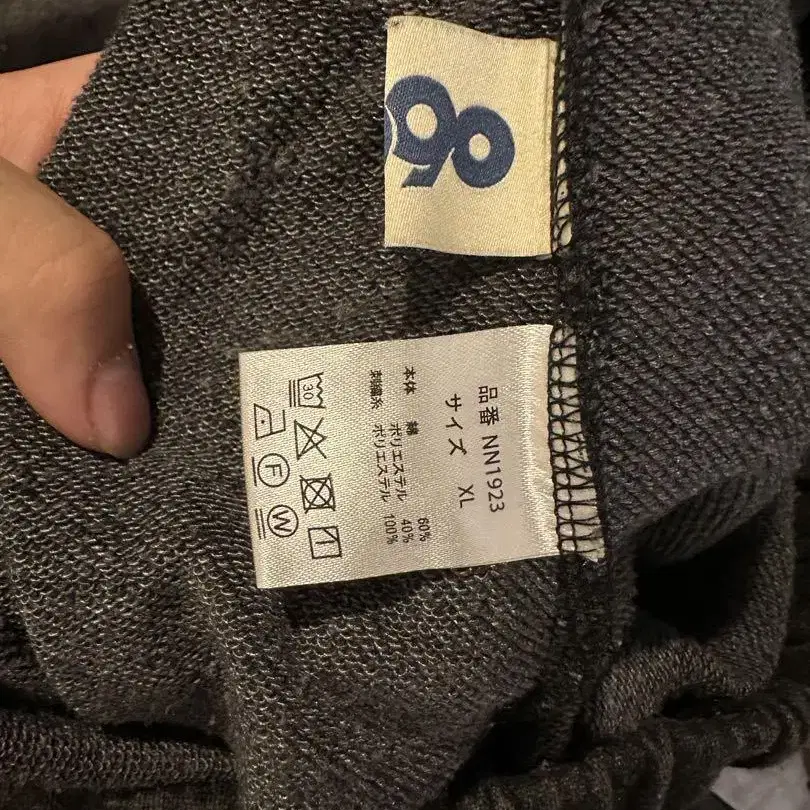 品番 NN1923
サイズ XL
本体 綿 60%
ポリエステル 40%
刺繍糸 ポリエステル 100%
30
F W